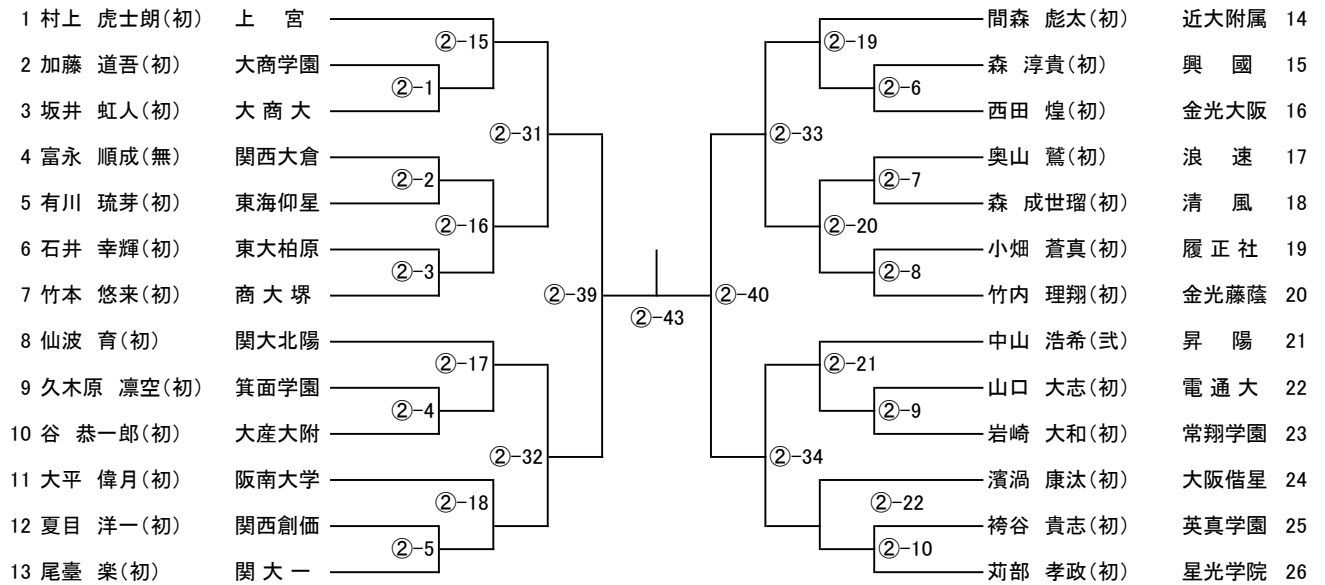 1 村上 虎士朗(初) 上 宮
2 加藤 道吾(初) 大商学園
3 坂井 虹人(初) 大 商 大
4 富永 順成(無) 関西大倉
5 有川 琉芽(初) 東海仰星
6 石井 幸輝(初) 東大柏原
7 竹本 悠来(初) 商 大 堺
8 仙波 育(初) 関大北陽
9 久木原 凛空(初) 箕面学園
10 谷 恭一郎(初) 大産大附
11 大平 偉月(初) 阪南大学
12 夏目 洋一(初) 関西創価
13 尾臺 楽(初) 関 大 一
②-15
②-1
②-31
②-2
②-16
②-3
②-39
②-17
②-4
②-32
②-18
②-5
②-43
②-19
②-6
②-33
②-7
②-20
②-8
②-40
②-21
②-9
②-34
②-22
②-10
間森 彪太(初) 近大附属 14
森 淳貴(初) 興 國 15
西田 煌(初) 金光大阪 16
奥山 鷲(初) 浪 速 17
森 成世瑠(初) 清 風 18
小畑 蒼真(初) 履 正 社 19
竹内 理翔(初) 金光藤蔭 20
中山 浩希(弐) 昇 陽 21
山口 大志(初) 電 通 大 22
岩崎 大和(初) 常翔学園 23
濱渦 康汰(初) 大阪偕星 24
袴谷 貴志(初) 英真学園 25
苅部 孝政(初) 星光学院 26